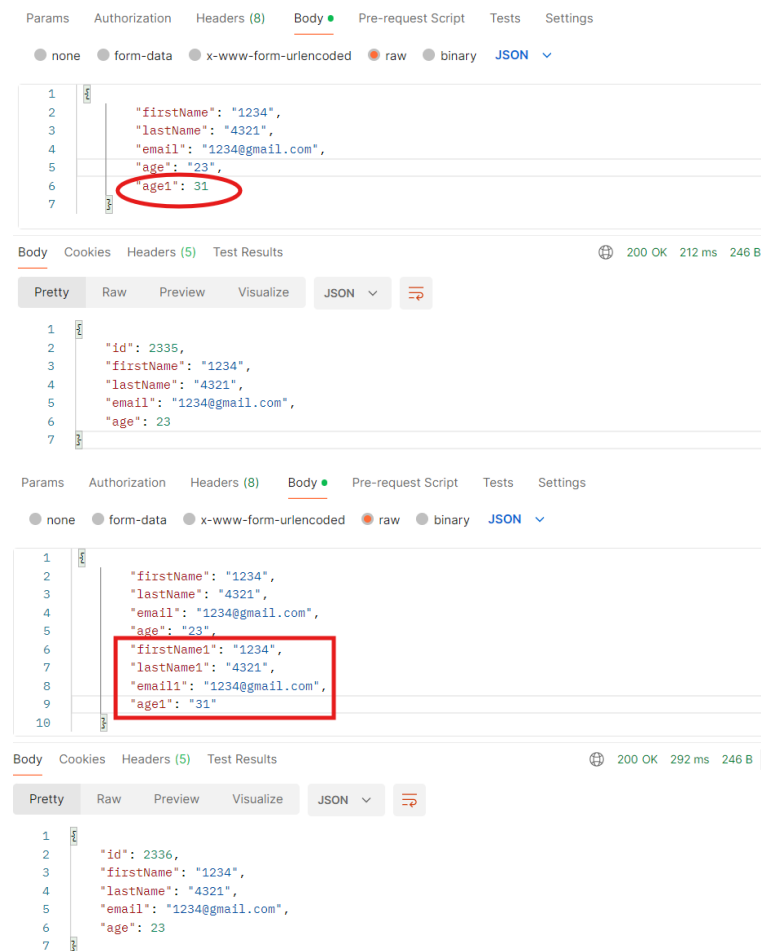 Params Authorization Headers (8) Body Pre-request Script Tests Settings
none form-data x-www-form-urlencoded raw binary JSON
1 {
2 "firstName": "1234",
3 "lastName": "4321",
4 "email": "1234@gmail.com",
5 "age": "23",
6 "age1": 31
7 }
Body Cookies Headers (5) Test Results 200 OK 212 ms 246 B
Pretty Raw Preview Visualize JSON
1 {
2 "id": 2335,
3 "firstName": "1234",
4 "lastName": "4321",
5 "email": "1234@gmail.com",
6 "age": 23
7 }
Params Authorization Headers (8) Body Pre-request Script Tests Settings
none form-data x-www-form-urlencoded raw binary JSON
1 {
2 "firstName": "1234",
3 "lastName": "4321",
4 "email": "1234@gmail.com",
5 "age": "23",
6 "firstName1": "1234",
7 "lastName1": "4321",
8 "email1": "1234@gmail.com",
9 "age1": "31"
10 }
Body Cookies Headers (5) Test Results 200 OK 292 ms 246 B
Pretty Raw Preview Visualize JSON
1 {
2 "id": 2336,
3 "firstName": "1234",
4 "lastName": "4321",
5 "email": "1234@gmail.com",
6 "age": 23
7 }